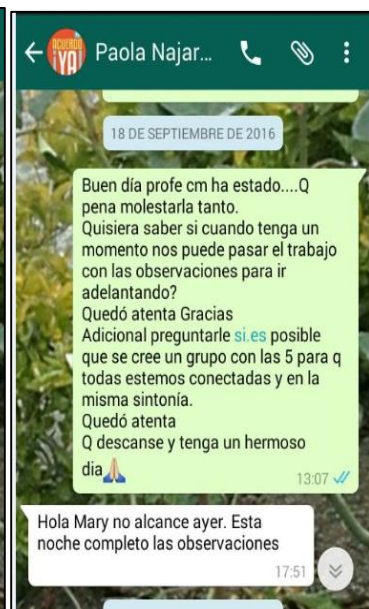 ACUERDO
¡YA!
Paola Najar...
18 DE SEPTIEMBRE DE 2016
Buen día profe cm ha estado....Q
pena molestarla tanto.
Quisiera saber si cuando tenga un
momento nos puede pasar el trabajo
con las observaciones para ir
adelantando?
Quedó atenta Gracias
Adicional preguntarle si.es posible
que se cree un grupo con las 5 para q
todas estemos conectadas y en la
misma sintonía.
Quedó atenta
Q descanse y tenga un hermoso
dia🙏
13:07
Hola Mary no alcance ayer. Esta
noche completo las observaciones
17:51